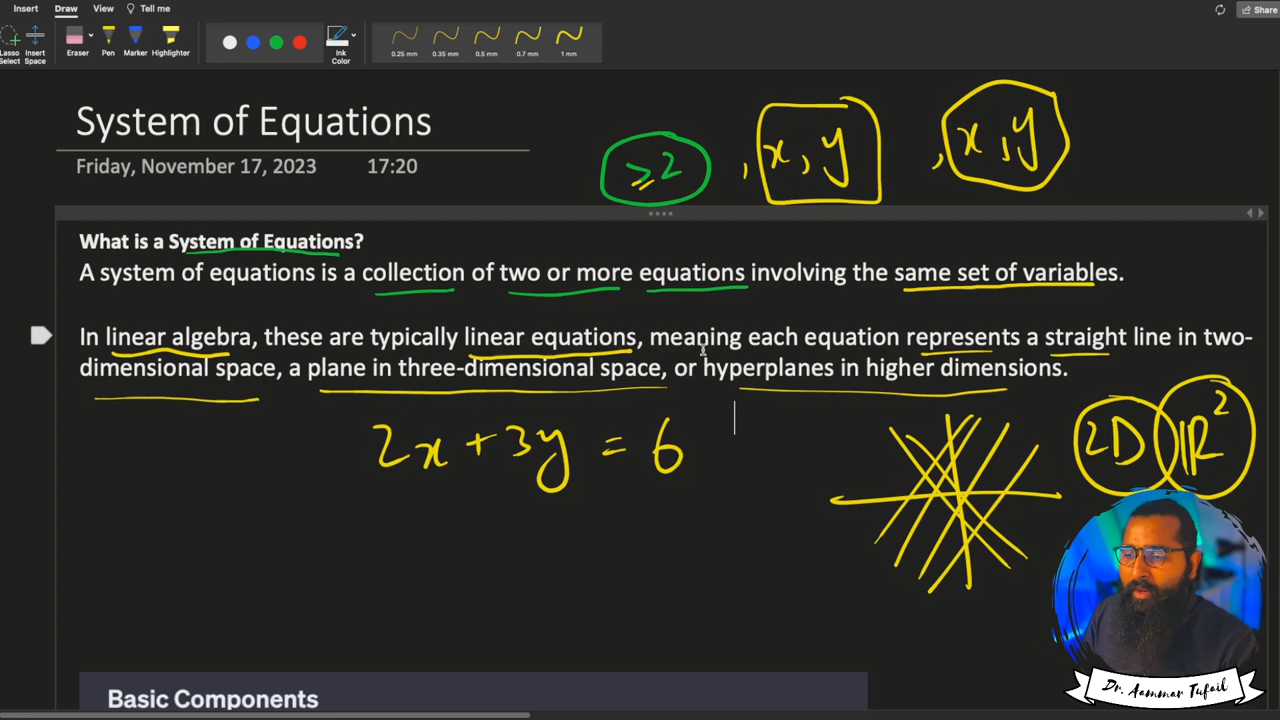 Insert Draw View Tell me Share
Lasso Select Insert Space Eraser Pen Marker Highlighter Ink Color 0.25 mm 0.35 mm 0.5 mm 0.7 mm 1 mm
System of Equations
Friday, November 17, 2023 17:20
≥2 , x, y , x, y
What is a System of Equations?
A system of equations is a collection of two or more equations involving the same set of variables.
In linear algebra, these are typically linear equations, meaning each equation represents a straight line in two-
dimensional space, a plane in three-dimensional space, or hyperplanes in higher dimensions.
2x + 3y = 6
2D ℝ²
Basic Components
Dr. Aammar Tufail